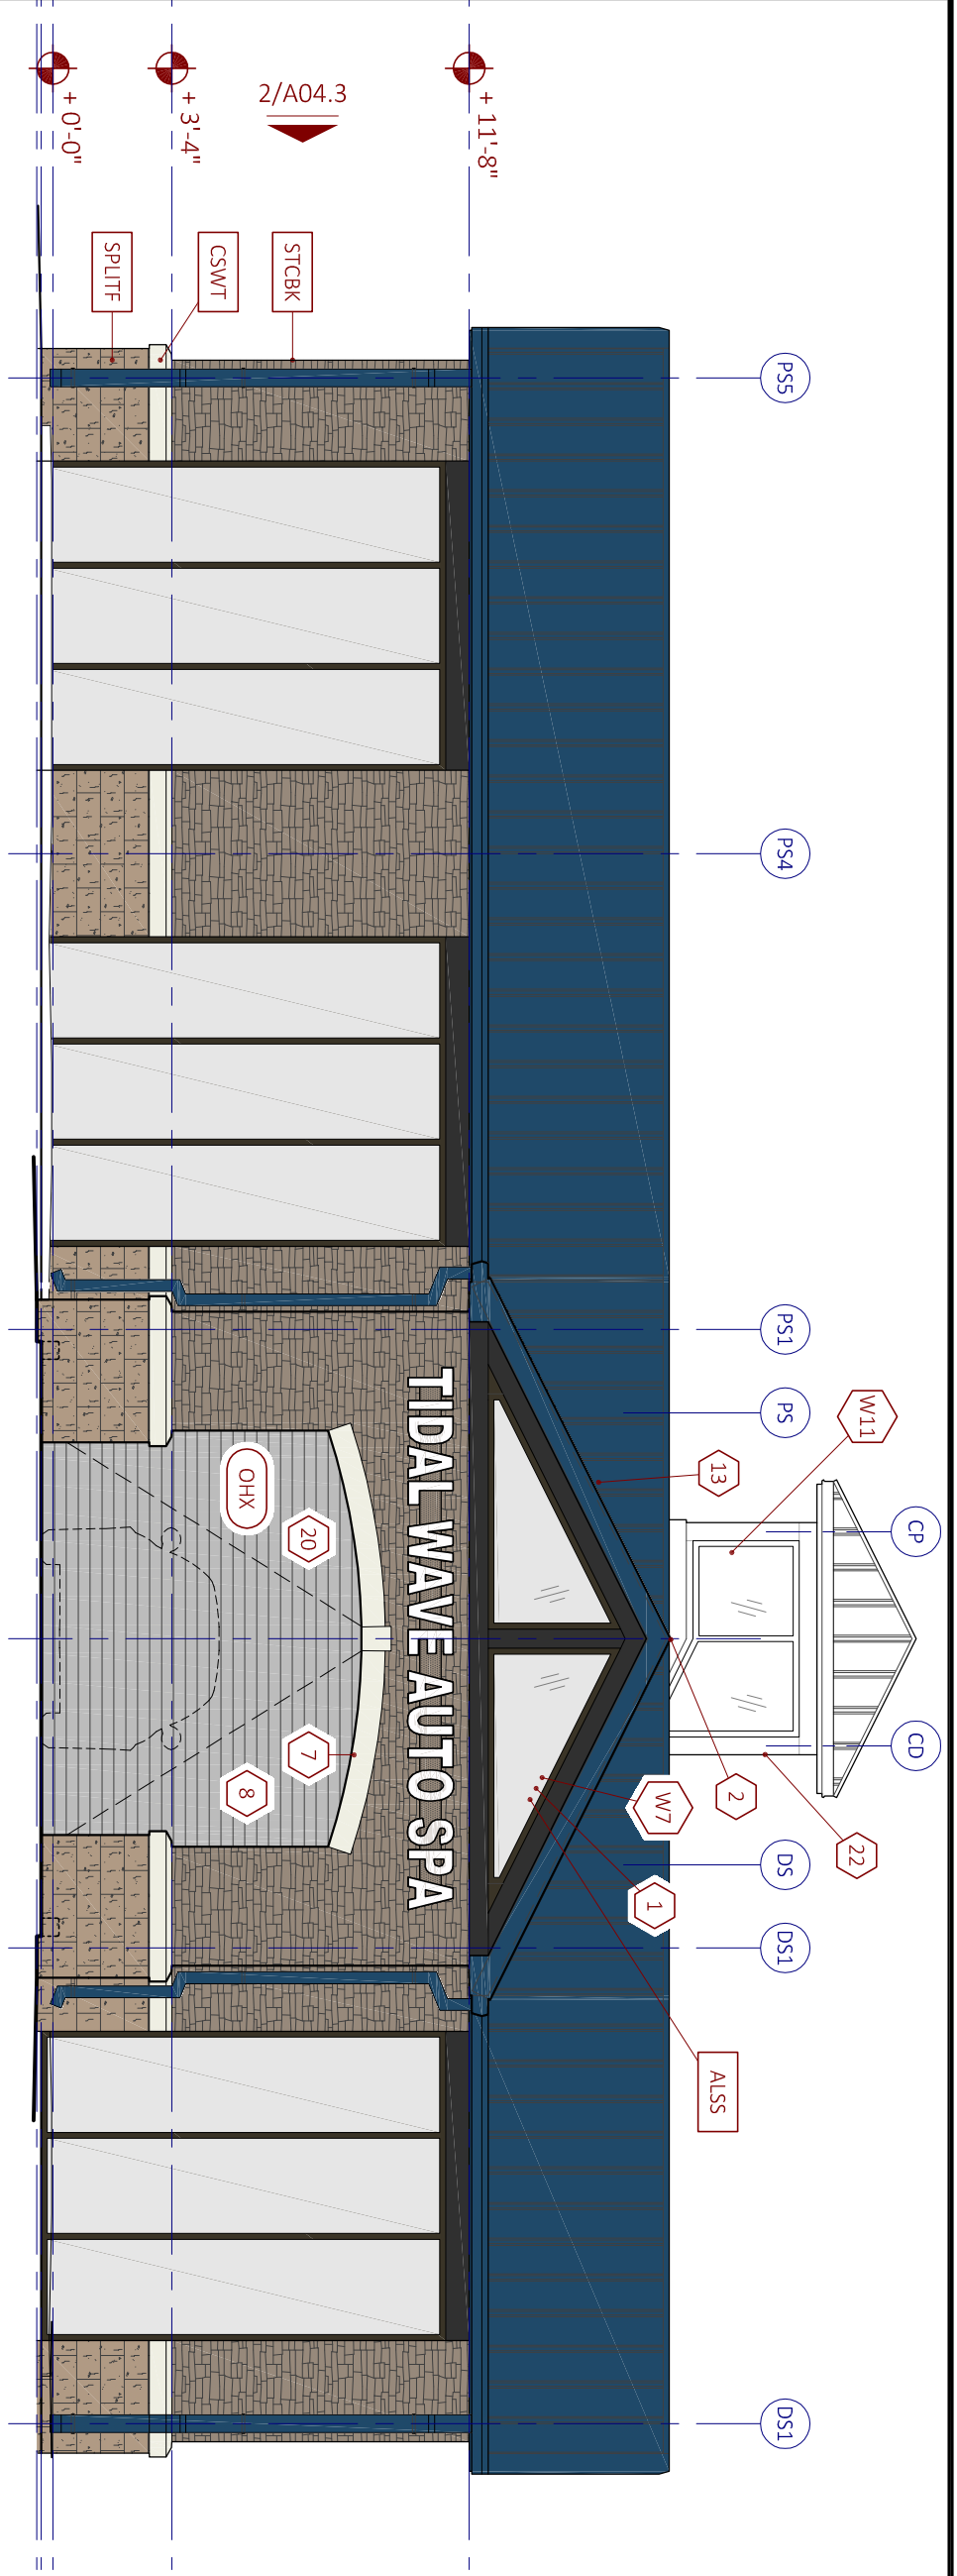 CP
CD
W11
22
PS5
PS4
PS1
PS
DS
DS1
DS1
13
2
W7
1
ALSS
+ 11'-8"
TIDAL WAVE AUTO SPA
2/A04.3
STCBK
20
7
OHX
8
+ 3'-4"
CSWT
SPLITF
+ 0'-0"